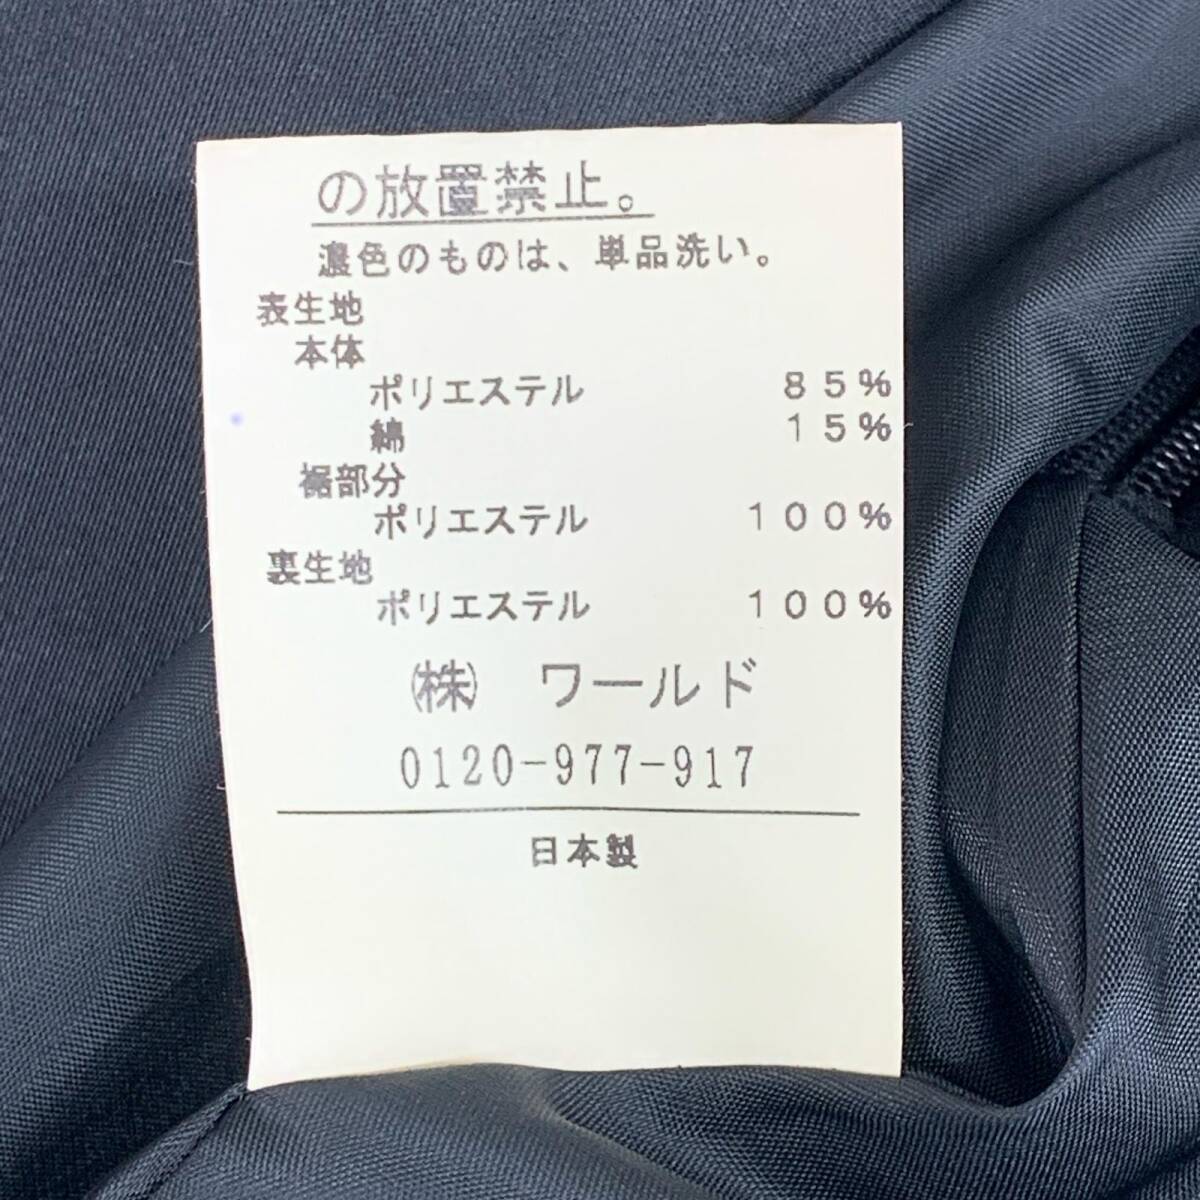 の放置禁止。
濃色のものは、単品洗い。
表生地
本体
ポリエステル 85%
綿 15%
裾部分
ポリエステル 100%
裏生地
ポリエステル 100%
㈱ ワールド
0120-977-917
日本製